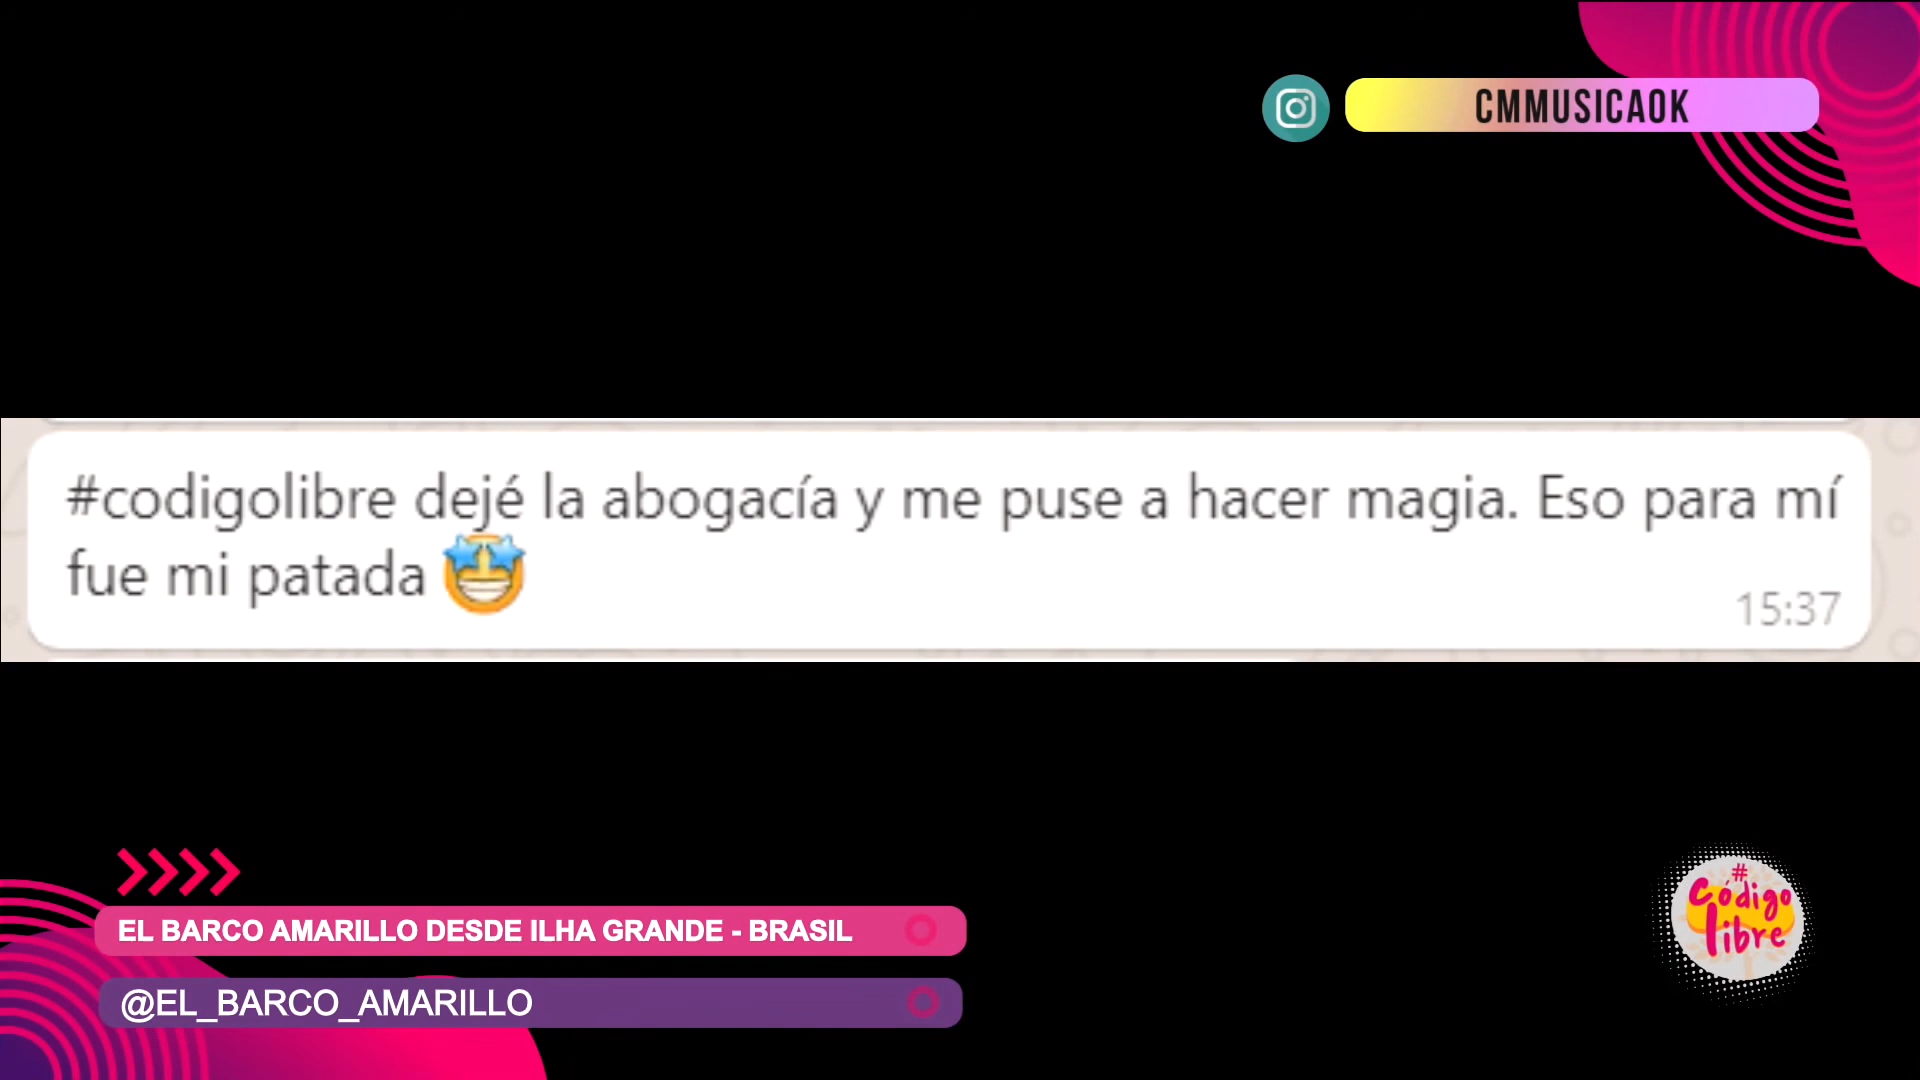 CMMUSICAOK
#codigolibre dejé la abogacía y me puse a hacer magia. Eso para mí
fue mi patada 🤩
15:37
EL BARCO AMARILLO DESDE ILHA GRANDE - BRASIL
@EL_BARCO_AMARILLO
#
Código
libre